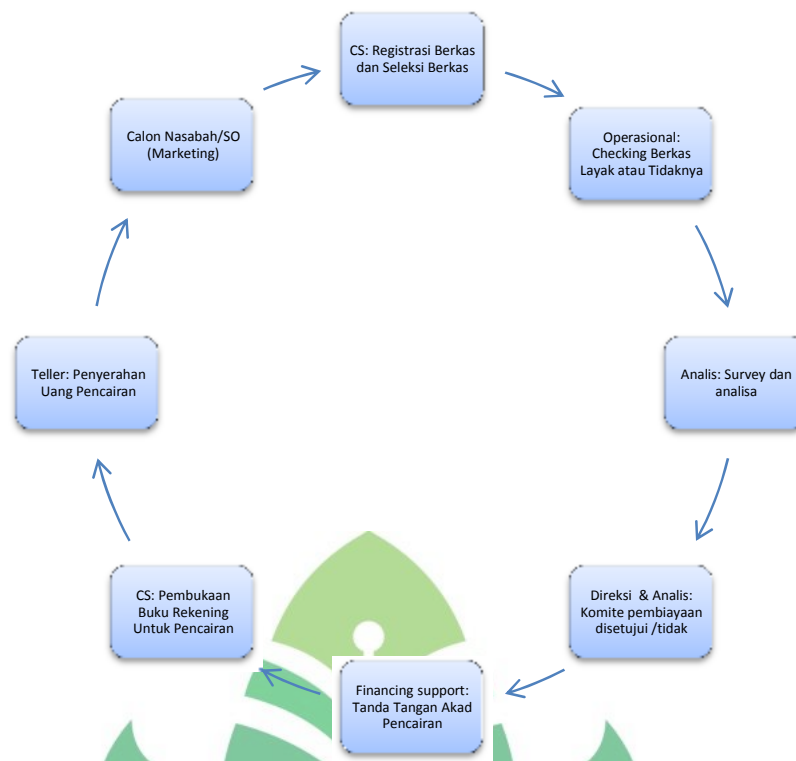 CS: Registrasi Berkas
dan Seleksi Berkas
Operasional:
Checking Berkas
Layak atau Tidaknya
Analis: Survey dan
analisa
Direksi & Analis:
Komite pembiayaan
disetujui /tidak
Financing support:
Tanda Tangan Akad
Pencairan
CS: Pembukaan
Buku Rekening
Untuk Pencairan
Teller: Penyerahan
Uang Pencairan
Calon Nasabah/SO
(Marketing)